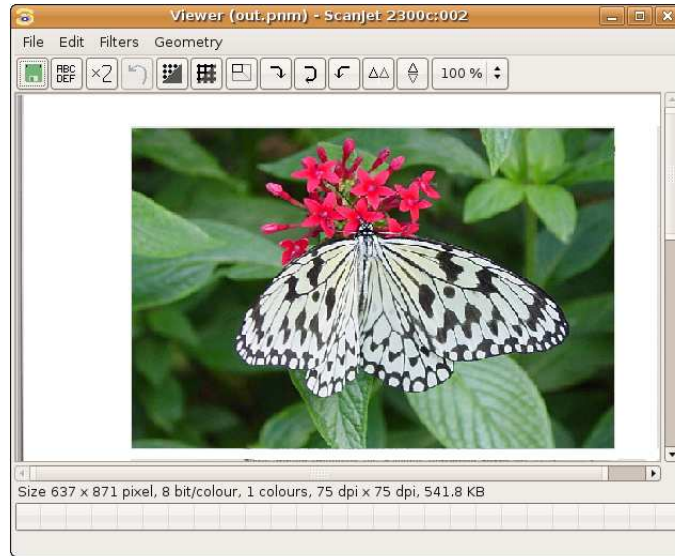 Viewer (out.pnm) - ScanJet 2300c:002
File Edit Filters Geometry
ABC
DEF
×2
100 %
Size 637 x 871 pixel, 8 bit/colour, 1 colours, 75 dpi x 75 dpi, 541.8 KB